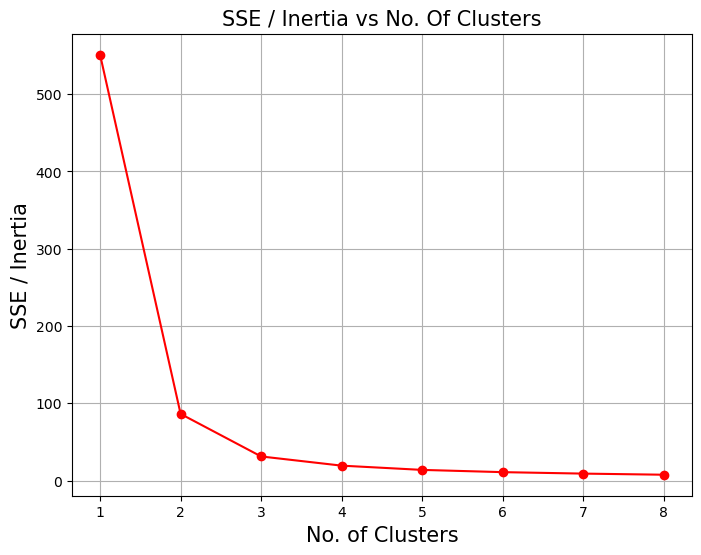 SSE / Inertia vs No. Of Clusters
SSE / Inertia
500
400
300
200
100
0
1 2 3 4 5 6 7 8
No. of Clusters